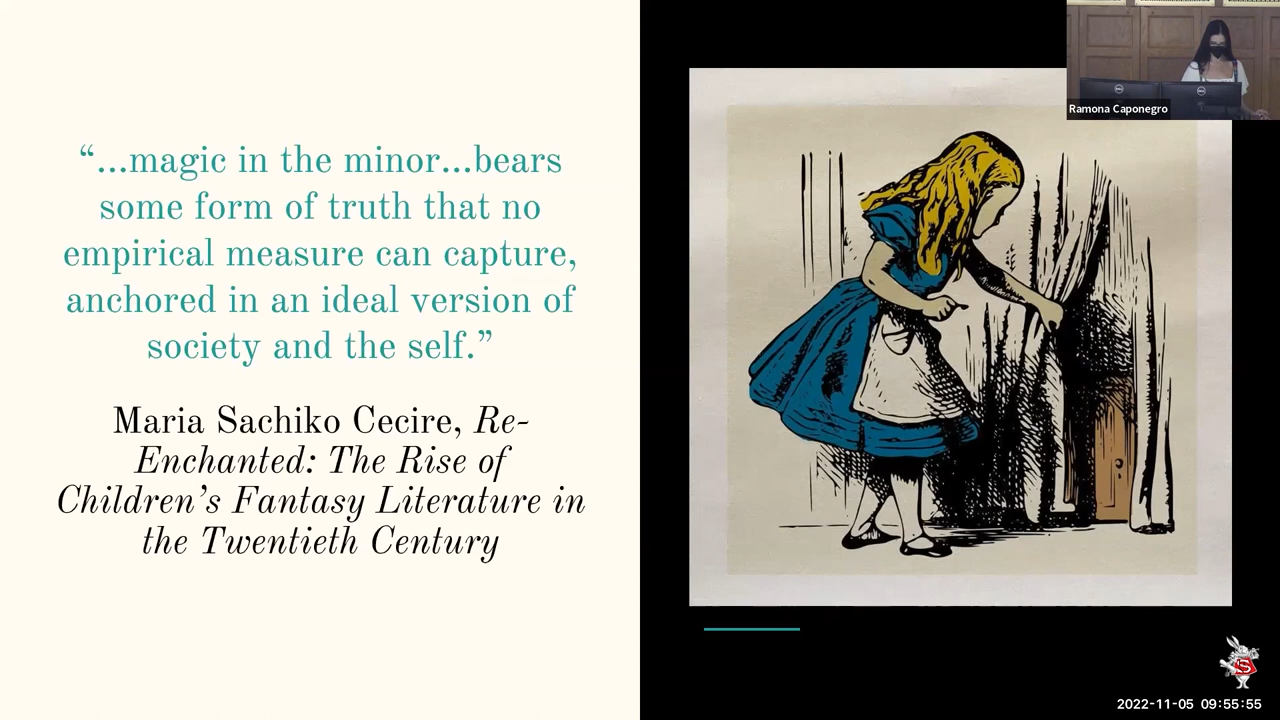 “...magic in the minor...bears
some form of truth that no
empirical measure can capture,
anchored in an ideal version of
society and the self.”
Maria Sachiko Cecire, Re-
Enchanted: The Rise of
Children’s Fantasy Literature in
the Twentieth Century
Ramona Caponegro
S
2022-11-05 09:55:55